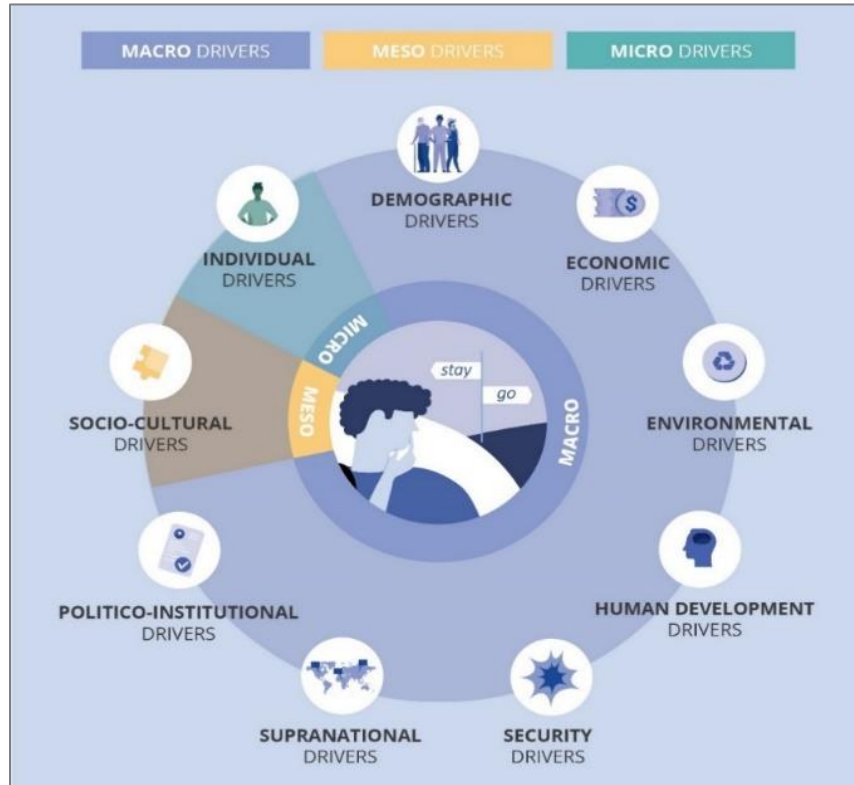 MACRO DRIVERS
MESO DRIVERS
MICRO DRIVERS
DEMOGRAPHIC
DRIVERS
ECONOMIC
DRIVERS
ENVIRONMENTAL
DRIVERS
HUMAN DEVELOPMENT
DRIVERS
SECURITY
DRIVERS
SUPRANATIONAL
DRIVERS
POLITICO-INSTITUTIONAL
DRIVERS
SOCIO-CULTURAL
DRIVERS
INDIVIDUAL
DRIVERS
MICRO
MESO
MACRO
stay
go